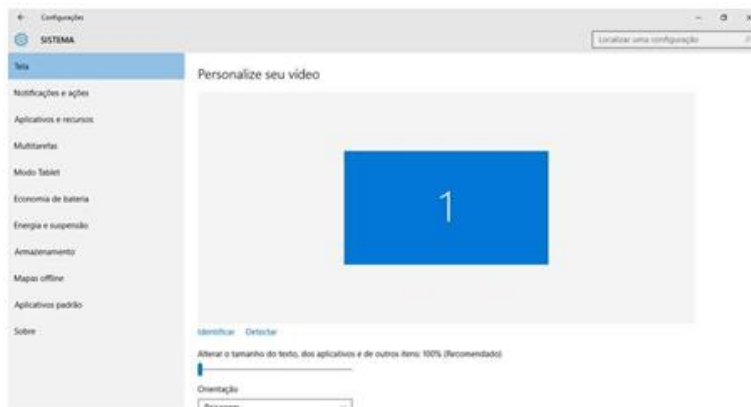 Configurações
SISTEMA
Localizar uma configuração
Tela
Notificações e ações
Aplicativos e recursos
Multitarefas
Modo Tablet
Economia de bateria
Energia e suspensão
Armazenamento
Mapas offline
Aplicativos padrão
Sobre
Personalize seu vídeo
1
Identificar Detectar
Alterar o tamanho do texto, dos aplicativos e de outros itens: 100% (Recomendado)
Orientação
Paisagem